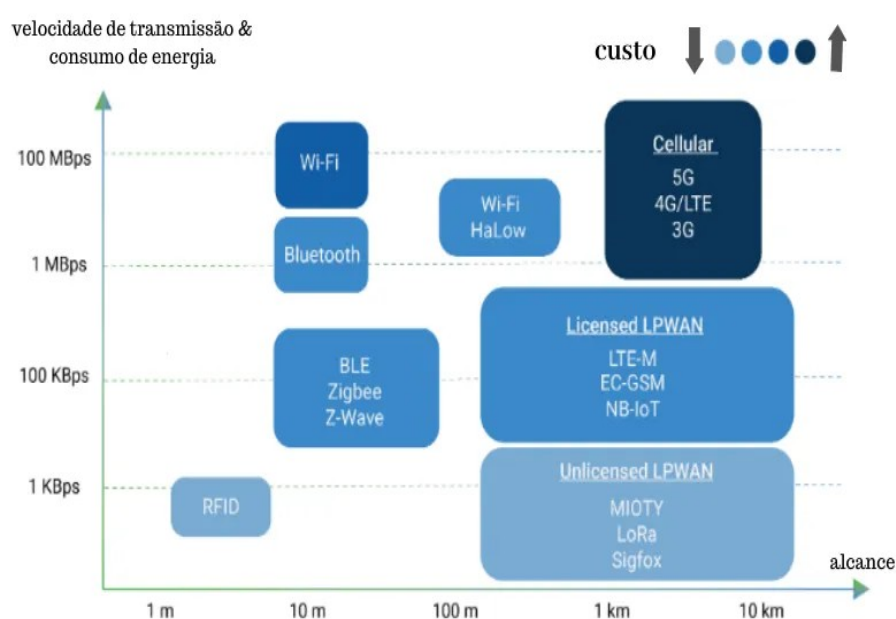 velocidade de transmissão &
consumo de energia
custo
100 MBps
1 MBps
100 KBps
1 KBps
Wi-Fi
Bluetooth
Wi-Fi
HaLow
Cellular
5G
4G/LTE
3G
BLE
Zigbee
Z-Wave
Licensed LPWAN
LTE-M
EC-GSM
NB-IoT
RFID
Unlicensed LPWAN
MIOTY
LoRa
Sigfox
alcance
1 m
10 m
100 m
1 km
10 km